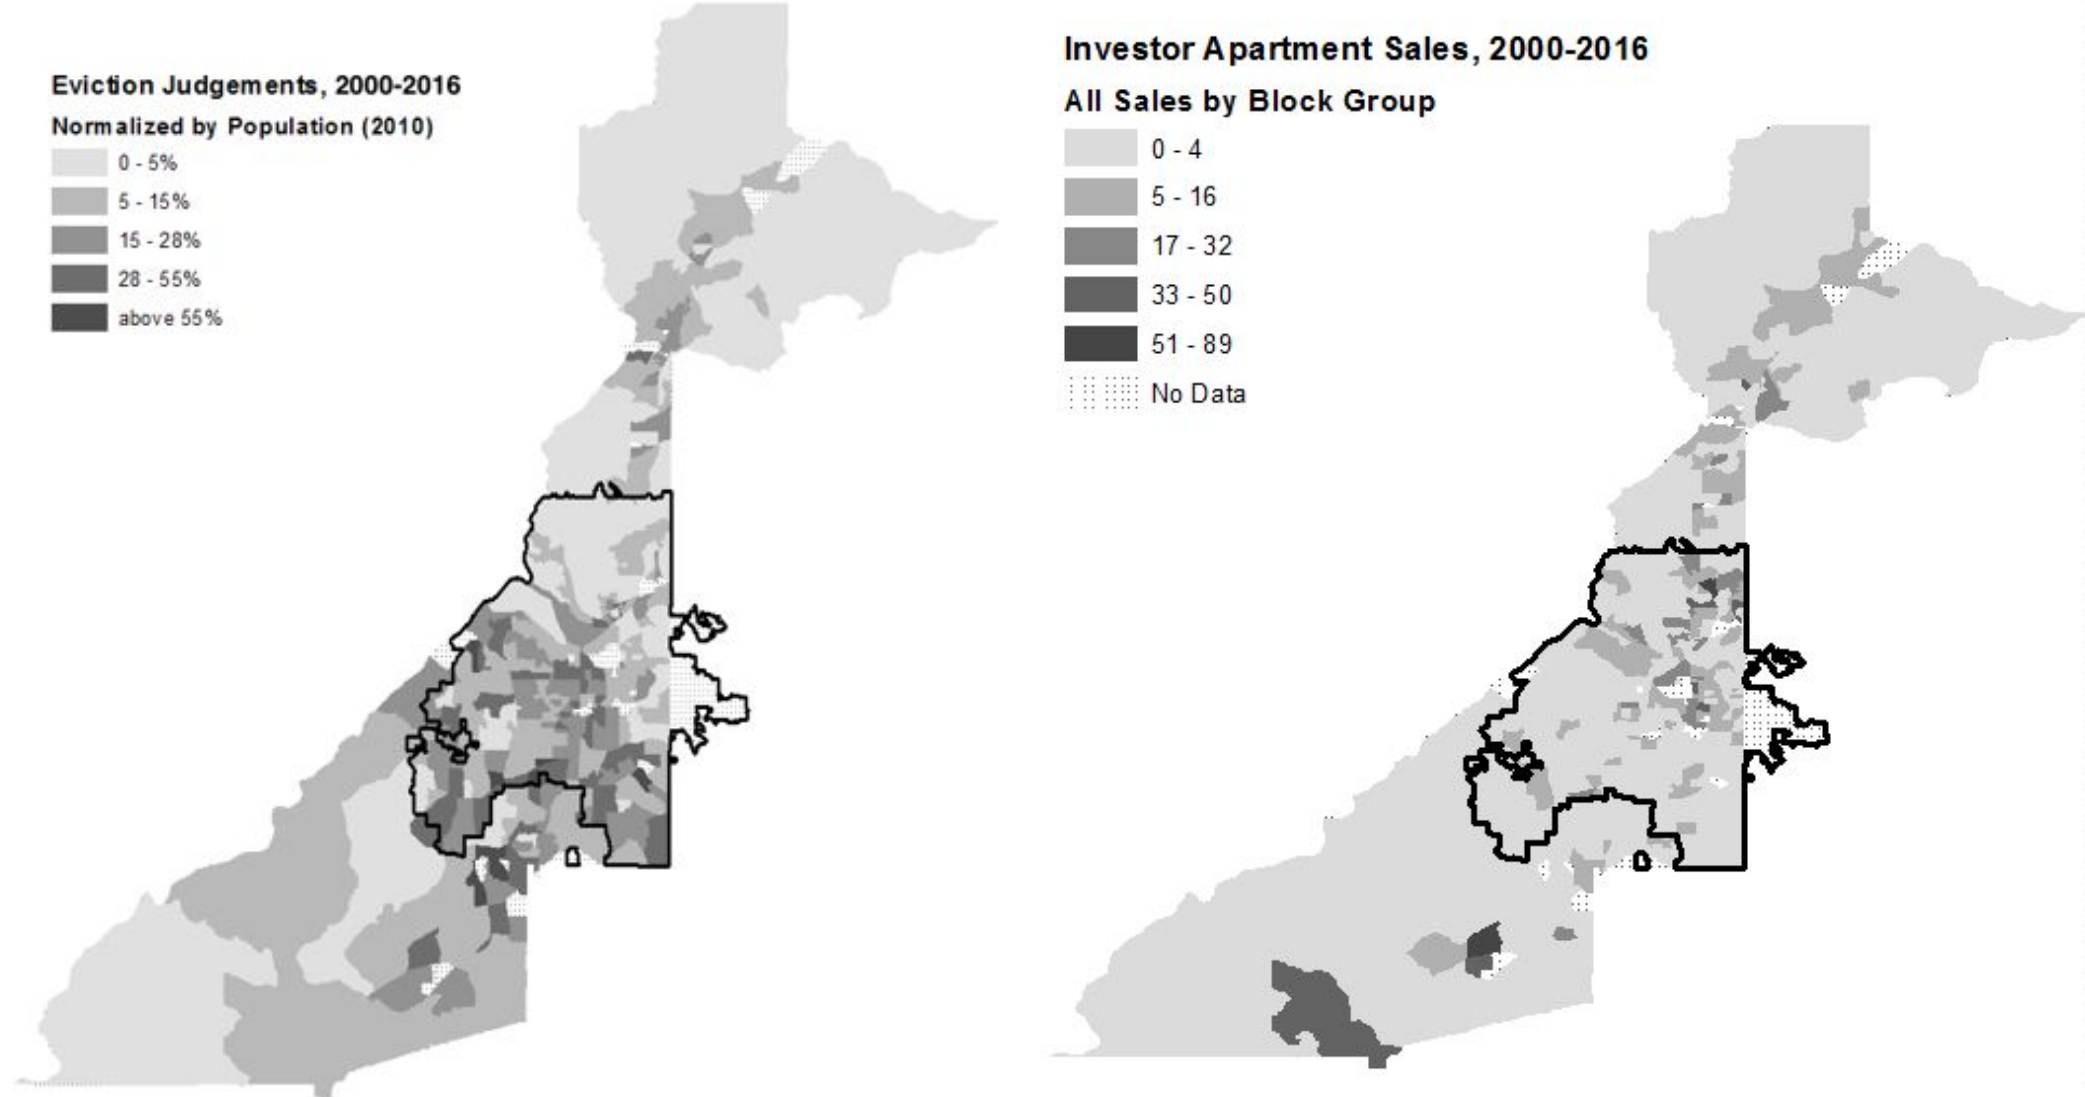 Eviction Judgements, 2000-2016
Normalized by Population (2010)
0 - 5%
5 - 15%
15 - 28%
28 - 55%
above 55%
Investor Apartment Sales, 2000-2016
All Sales by Block Group
0 - 4
5 - 16
17 - 32
33 - 50
51 - 89
No Data